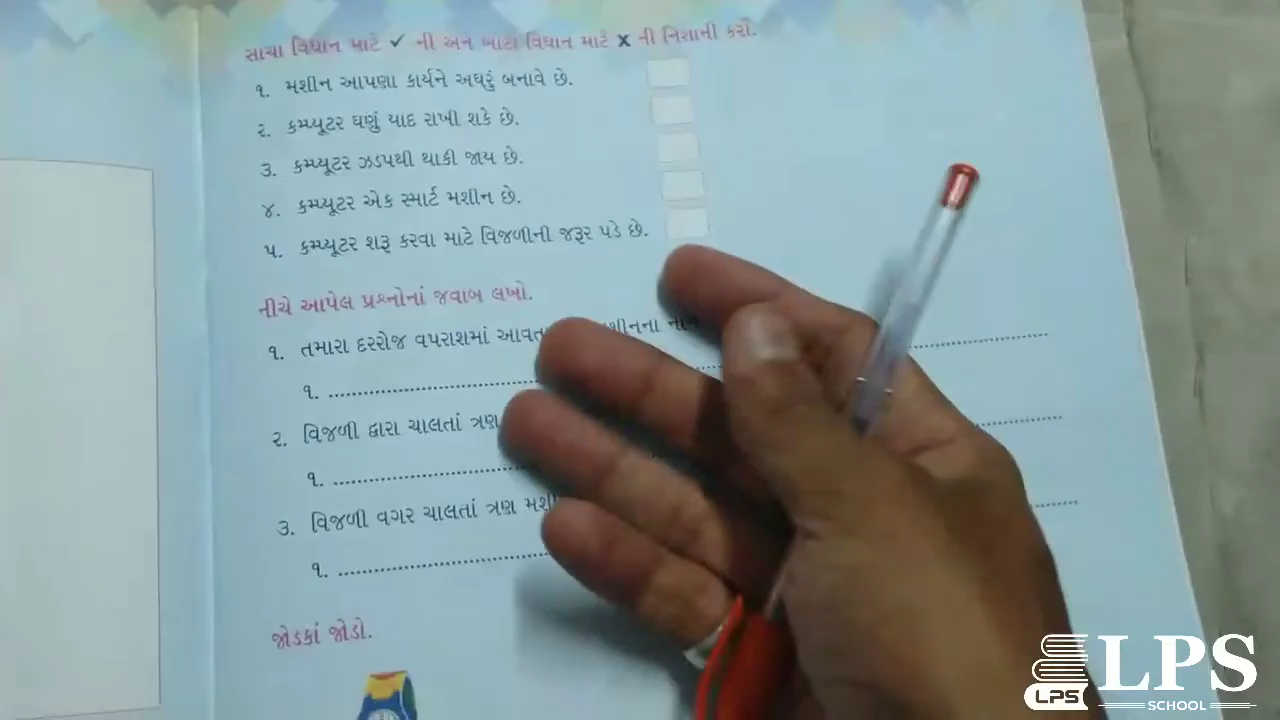 સાચા વિધાન માટે ✓ ની અને ખોટા વિધાન માટે X ની નિશાની કરો.
૧. મશીન આપણા કાર્યને અઘરું બનાવે છે.
૨. કમ્પ્યૂટર ઘણું યાદ રાખી શકે છે.
૩. કમ્પ્યૂટર ઝડપથી થાકી જાય છે.
૪. કમ્પ્યૂટર એક સ્માર્ટ મશીન છે.
૫. કમ્પ્યૂટર શરૂ કરવા માટે વિજળીની જરૂર પડે છે.
નીચે આપેલ પ્રશ્નોનાં જવાબ લખો.
૧. તમારા દરરોજ વપરાશમાં
૧.
૨. વિજળી દ્વારા ચાલતાં ત્રણ
૧.
૩. વિજળી વગર ચાલતાં ત્રણ
૧.
જોડકાં જોડો.
LPS
LPS
SCHOOL